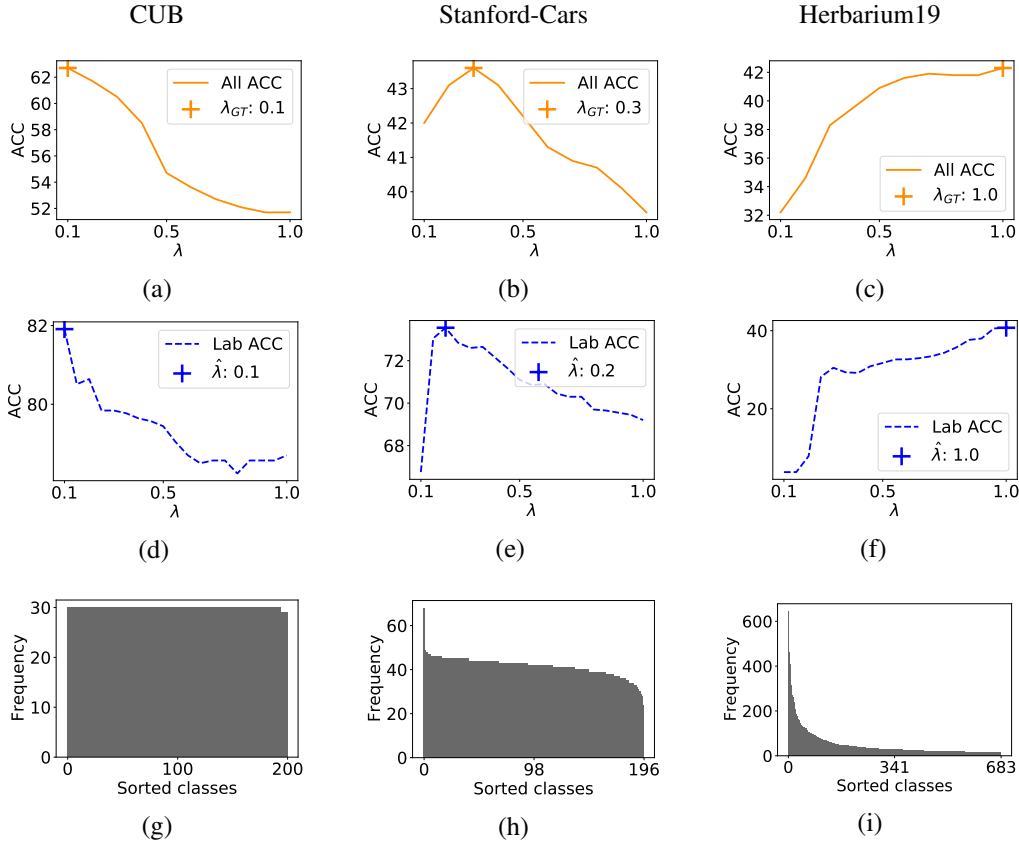 CUB
Stanford-Cars
Herbarium19
62
60
58
56
54
52
ACC
All ACC
λGT: 0.1
0.1
0.5
1.0
λ
(a)
43
42
41
40
ACC
All ACC
λGT: 0.3
0.1
0.5
1.0
λ
(b)
42
40
38
36
34
32
ACC
All ACC
λGT: 1.0
0.1
0.5
1.0
λ
(c)
82
80
ACC
Lab ACC
λ̂: 0.1
0.1
0.5
1.0
λ
(d)
72
70
68
ACC
Lab ACC
λ̂: 0.2
0.1
0.5
1.0
λ
(e)
40
20
ACC
Lab ACC
λ̂: 1.0
0.1
0.5
1.0
λ
(f)
30
20
10
0
Frequency
0
100
200
Sorted classes
(g)
60
40
20
0
Frequency
0
98
196
Sorted classes
(h)
600
400
200
0
Frequency
0
341
683
Sorted classes
(i)